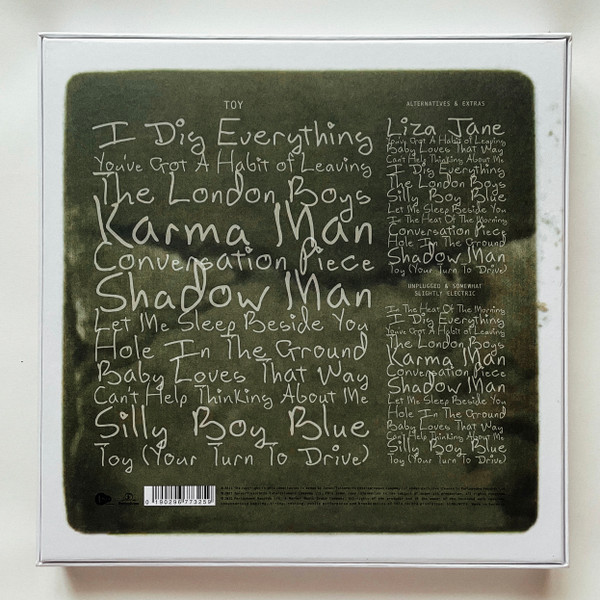 TOY
I Dig Everything
You've Got A Habit of Leaving
The London Boys
Karma Man
Conversation Piece
Shadow Man
Let Me Sleep Beside You
Hole In The Ground
Baby Loves That Way
Can't Help Thinking About Me
Silly Boy Blue
Toy (Your Turn To Drive)
ALTERNATIVES & EXTRAS
Liza Jane
You've Got A Habit of Leaving
Baby Loves That Way
Can't Help Thinking About Me
I Dig Everything
The London Boys
Silly Boy Blue
Let Me Sleep Beside You
In The Heat Of The Morning
Conversation Piece
Hole In The Ground
Shadow Man
Toy (Your Turn To Drive)
UNPLUGGED & SOMEWHAT
SLIGHTLY ELECTRIC
In The Heat Of The Morning
I Dig Everything
You've Got A Habit of Leaving
The London Boys
Karma Man
Conversation Piece
Shadow Man
Let Me Sleep Beside You
Hole In The Ground
Baby Loves That Way
Can't Help Thinking About Me
Silly Boy Blue
Toy (Your Turn To Drive)
0 190296 773259